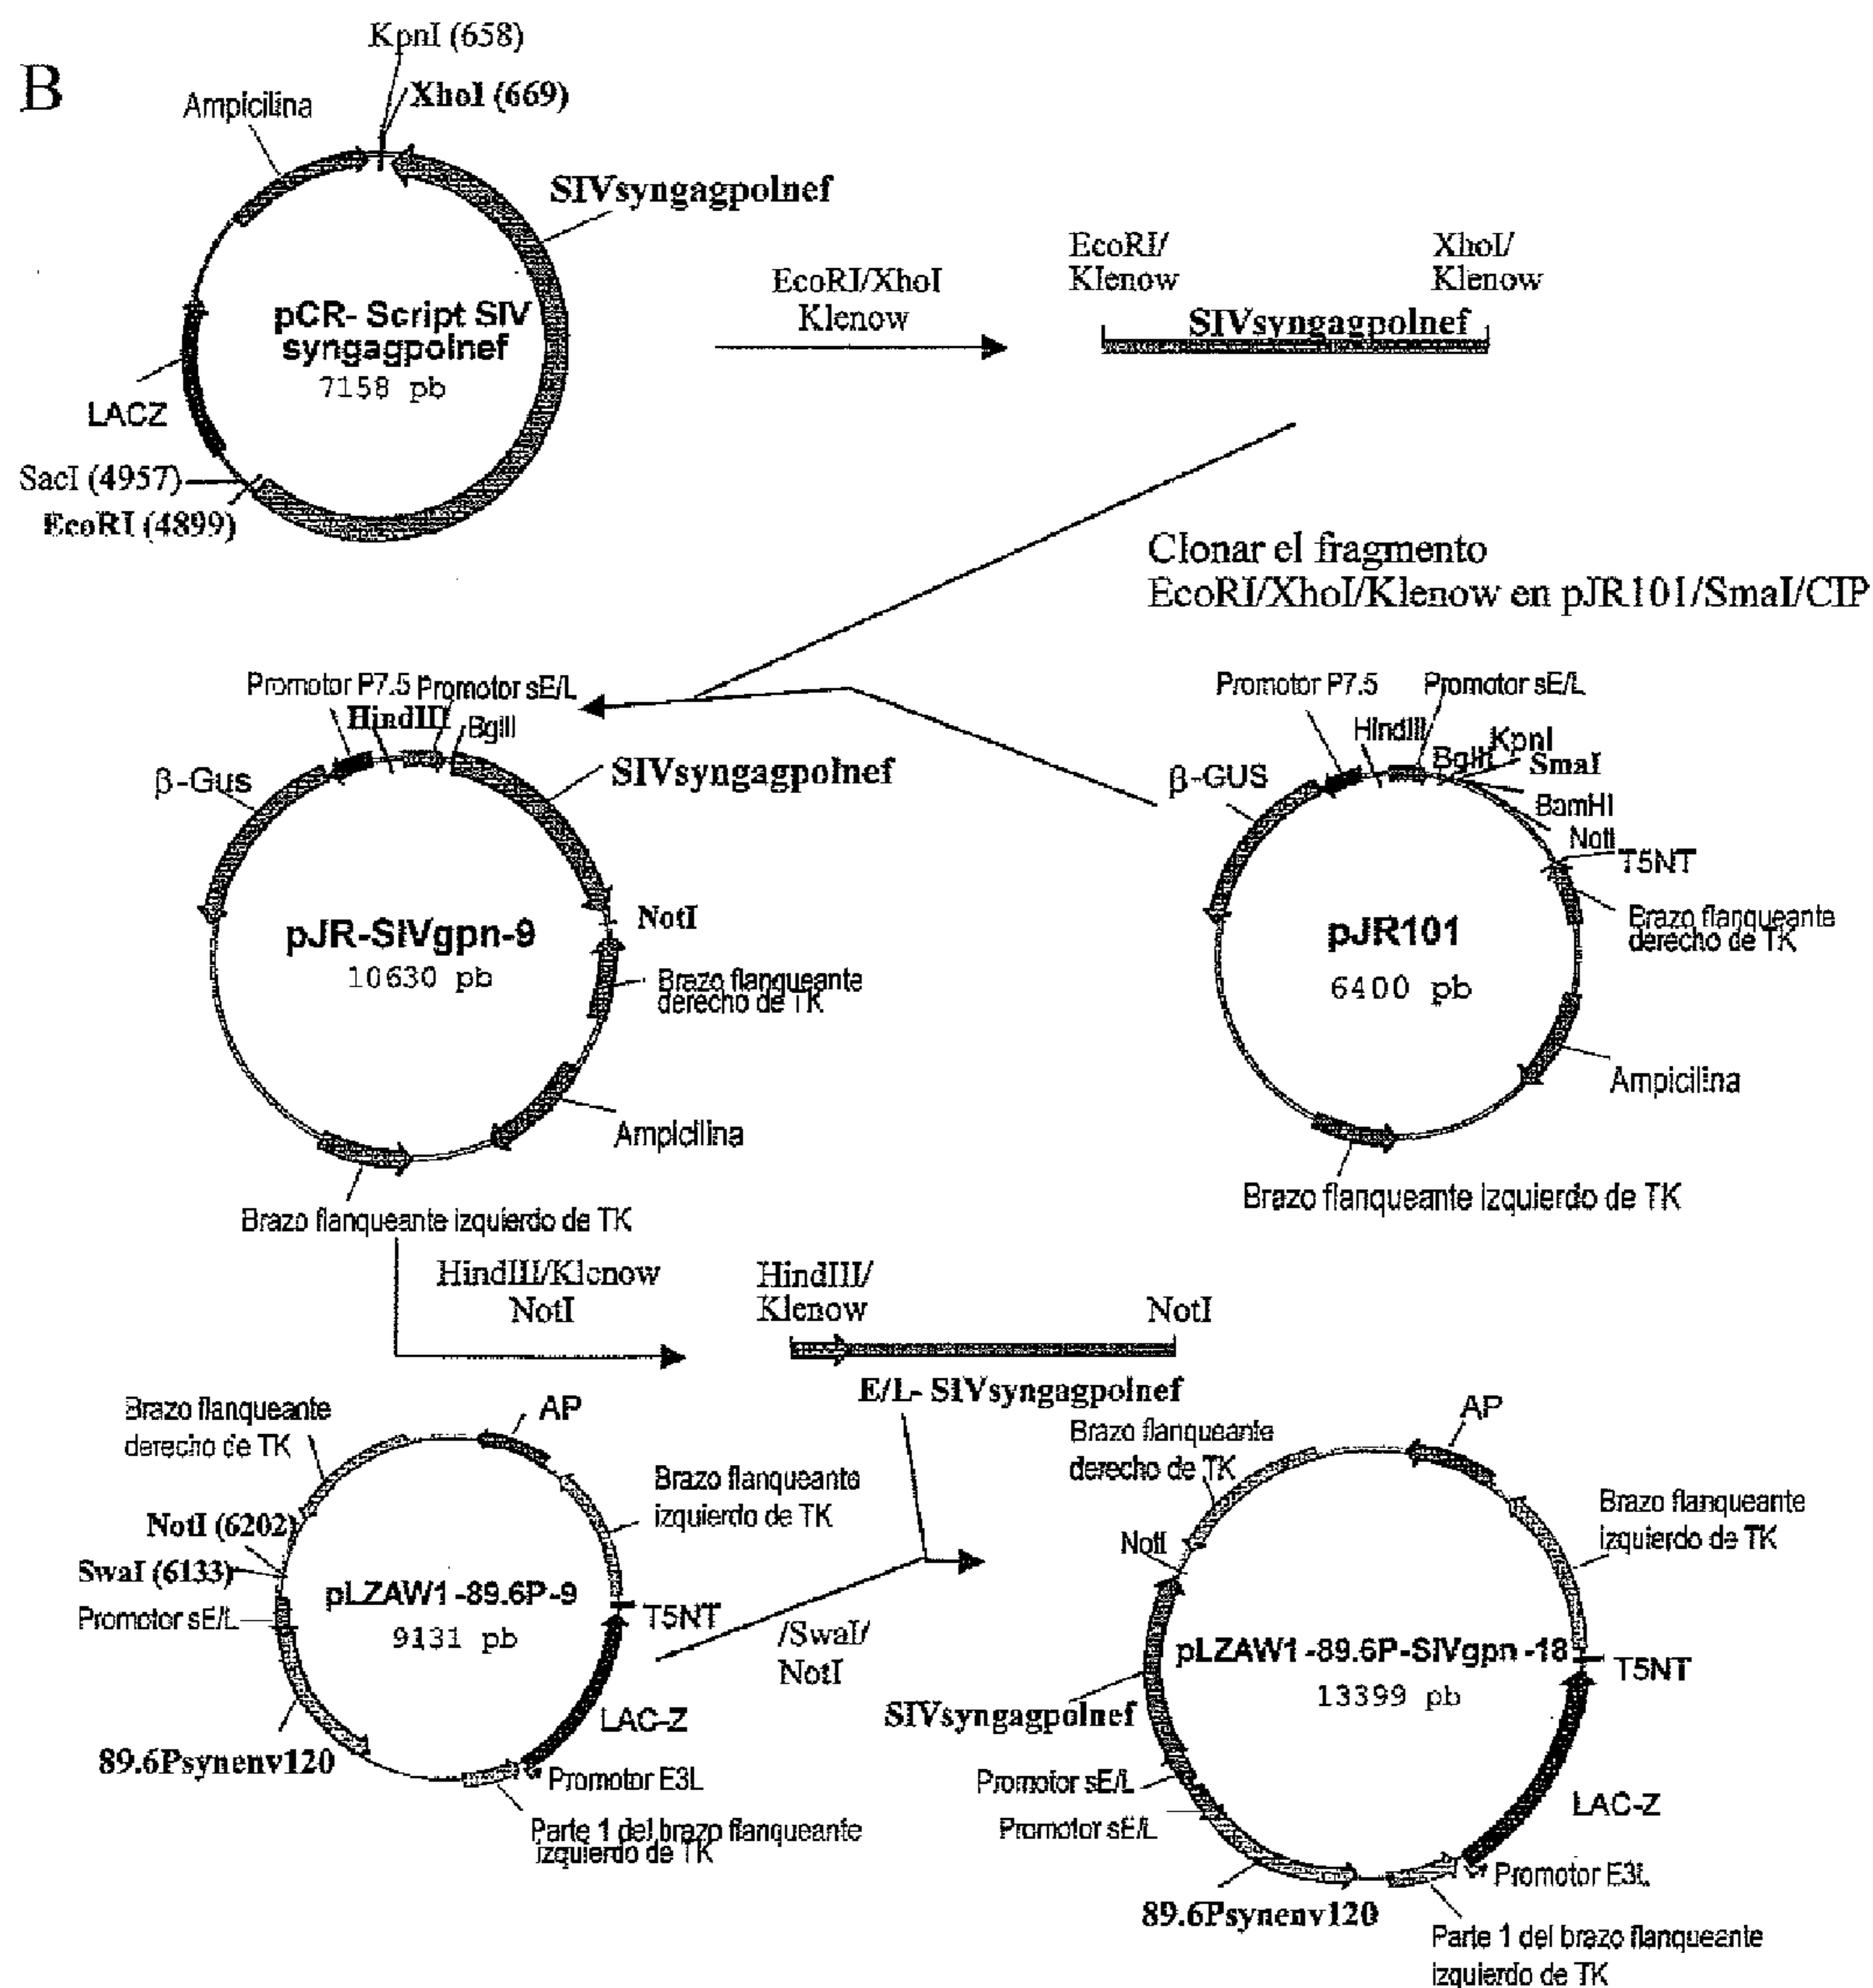 B
KpnI (658)
XhoI (669)
Ampicilina
SIVsyngagpolnef
pCR- Script SIV
syngagpolnef
7158 pb
LACZ
SacI (4957)
EcoRI (4899)
EcoRI/XhoI
Klenow
EcoRI/
Klenow
XhoI/
Klenow
SIVsyngagpolnef
Clonar el fragmento
EcoRI/XhoI/Klenow en pJR101/SmaI/CIP
Promotor P7.5
Promotor sE/L
HindIII
BglII
β-Gus
SIVsyngagpolnef
pJR-SIVgpn-9
10630 pb
NotI
Brazo flanqueante
derecho de TK
Ampicilina
Brazo flanqueante izquierdo de TK
Promotor P7.5
Promotor sE/L
HindIII
BglII
KpnI
SmaI
β-GUS
BamHI
NotI
T5NT
Brazo flanqueante
derecho de TK
pJR101
6400 pb
Ampicilina
Brazo flanqueante izquierdo de TK
HindIII/Klenow
NotI
HindIII/
Klenow
NotI
E/L- SIVsyngagpolnef
Brazo flanqueante
derecho de TK
AP
Brazo flanqueante
izquierdo de TK
NotI (6202)
SwaI (6133)
Promotor sE/L
pLZAW1-89.6P-9
9131 pb
T5NT
/SwaI/
NotI
LAC-Z
89.6Psynenv120
Promotor E3L
Parte 1 del brazo flanqueante
izquierdo de TK
Brazo flanqueante
derecho de TK
AP
Brazo flanqueante
izquierdo de TK
NotI
pLZAW1-89.6P-SIVgpn-18
13399 pb
T5NT
SIVsyngagpolnef
Promotor sE/L
Promotor sE/L
LAC-Z
Promotor E3L
89.6Psynenv120
Parte 1 del brazo flanqueante
izquierdo de TK